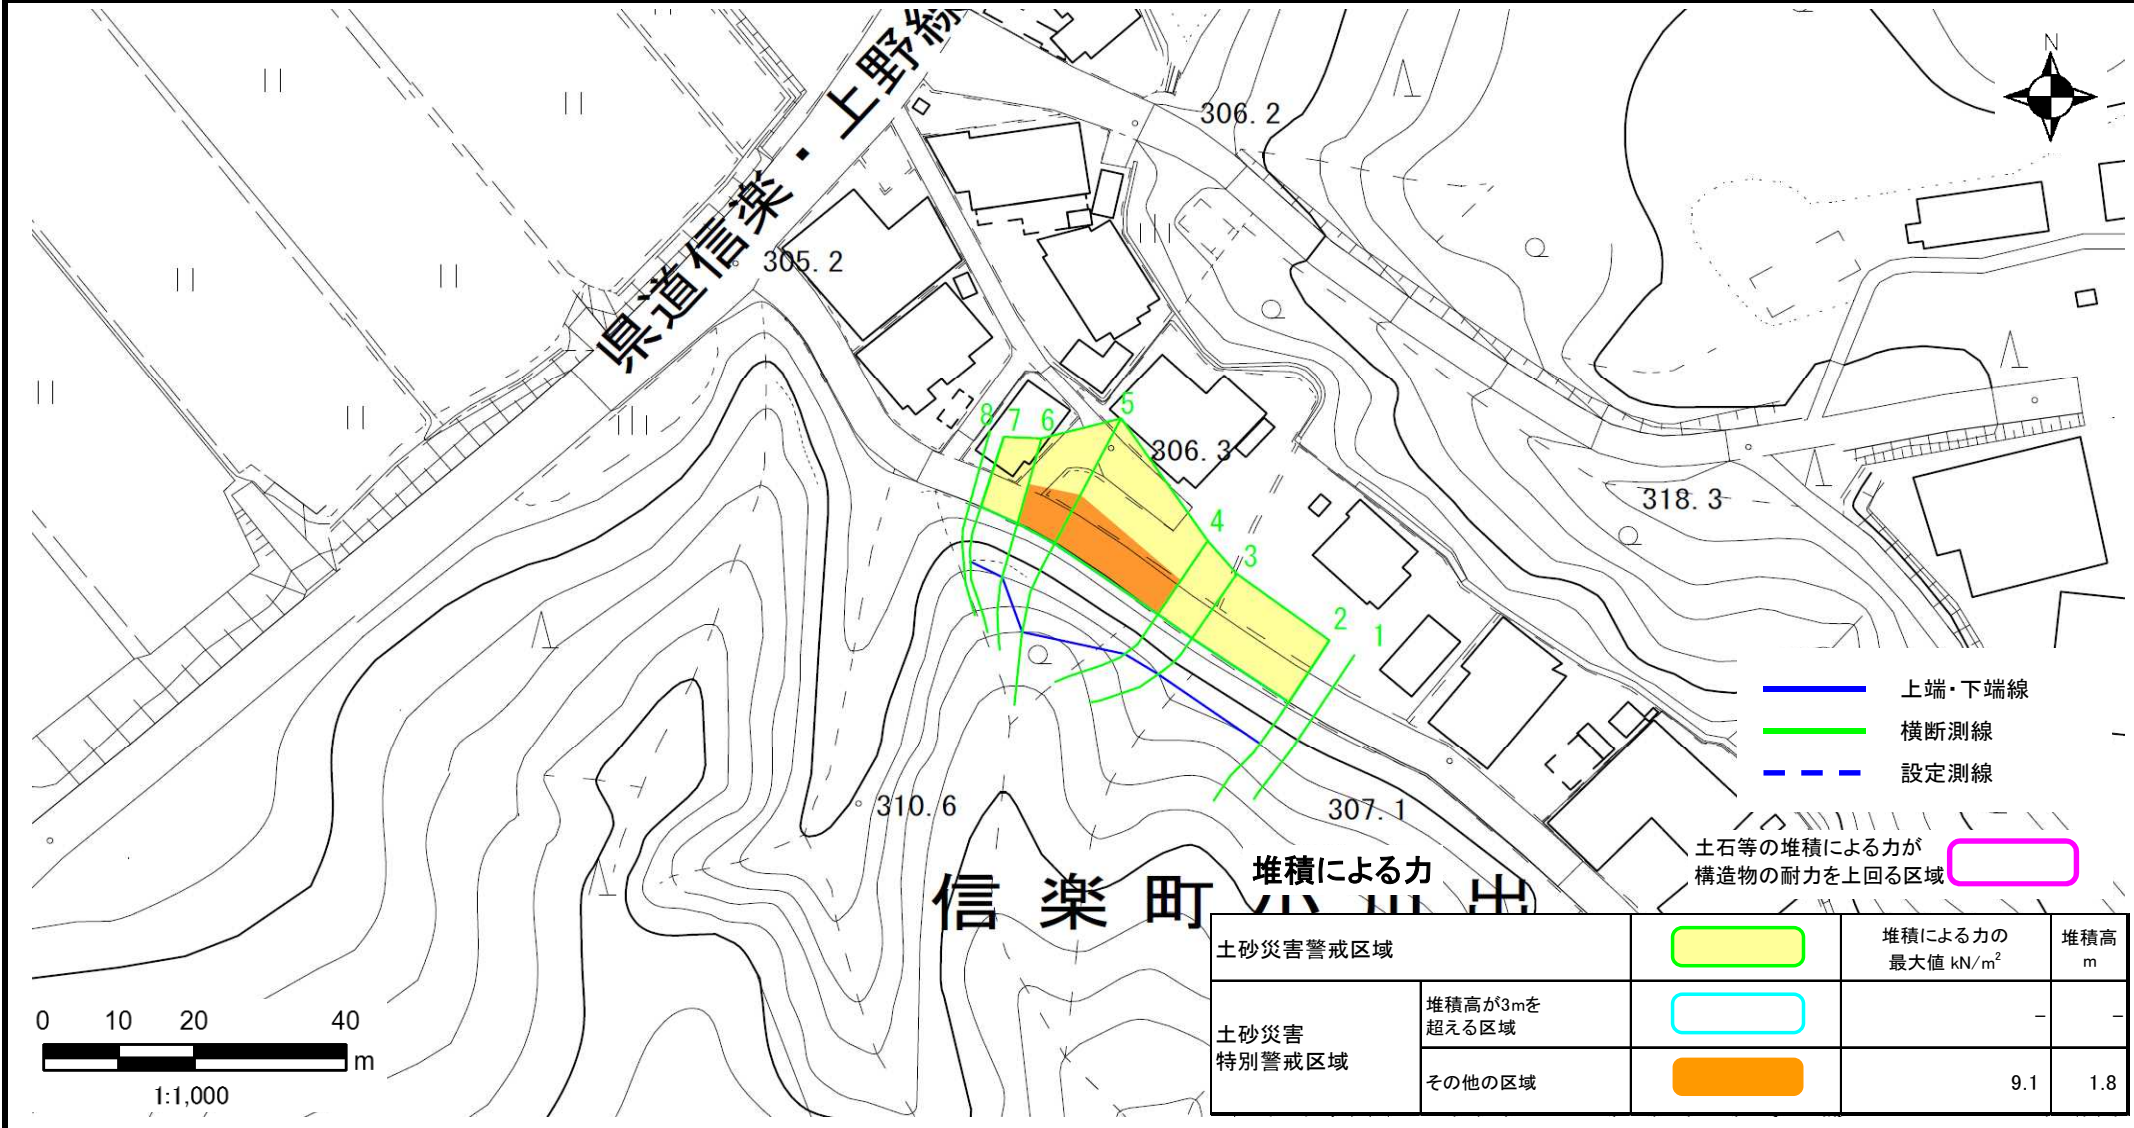 県道信楽・上野線
N
306.2
305.2
5
8
7
6
306.3
4
3
318.3
2
1
上端・下端線
横断測線
設定測線
310.6
307.1
土石等の堆積による力が
構造物の耐力を上回る区域
堆積による力
信楽町小川出
土砂災害警戒区域
堆積による力の
最大値 kN/m²
堆積高
m
土砂災害
特別警戒区域
堆積高が3mを
超える区域
-
-
その他の区域
9.1
1.8
0 10 20 40
m
1:1,000